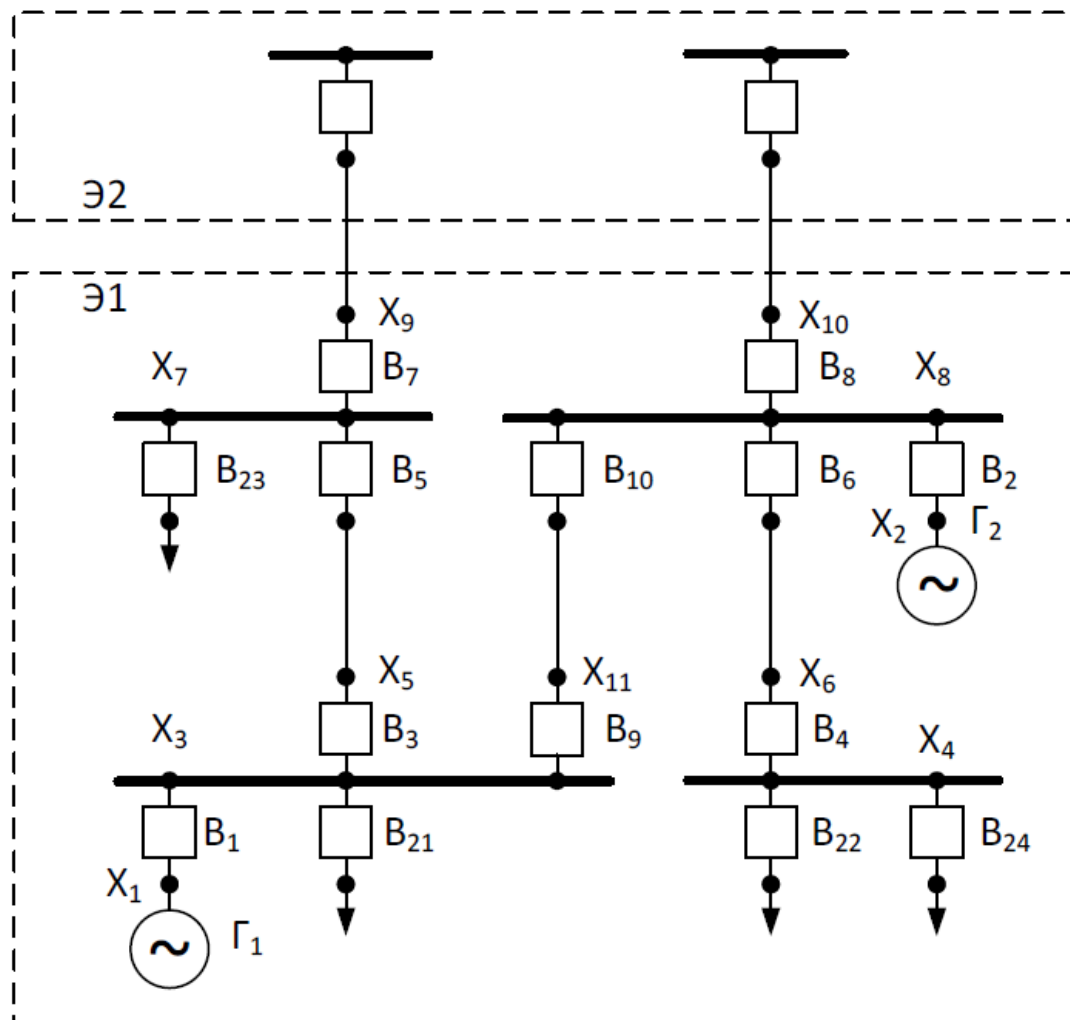 Э2
Э1
X₉
X₁₀
B₇
B₈
X₇
X₈
B₂₃
B₅
B₁₀
B₆
B₂
X₂
Г₂
X₅
X₁₁
X₆
X₃
B₃
B₉
B₄
X₄
B₁
B₂₁
B₂₂
B₂₄
X₁
Г₁